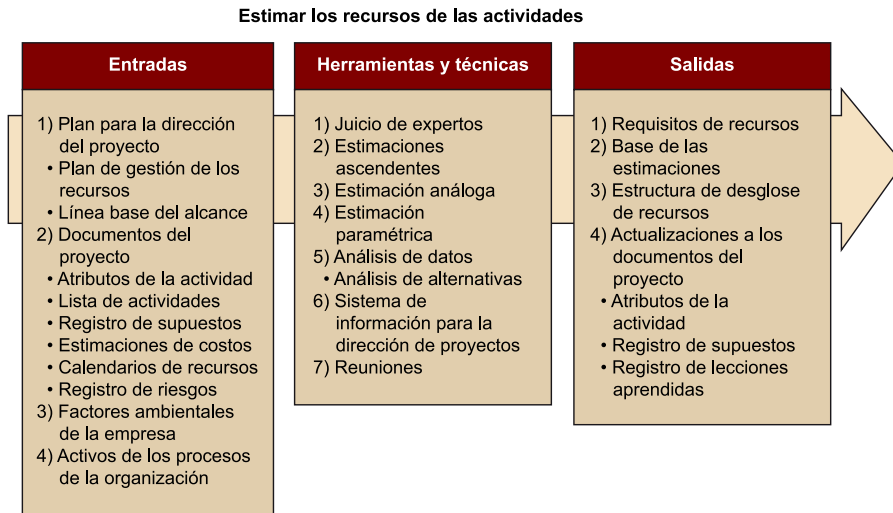 Estimar los recursos de las actividades
Entradas
1) Plan para la dirección
del proyecto
• Plan de gestión de los
recursos
• Línea base del alcance
2) Documentos del
proyecto
• Atributos de la actividad
• Lista de actividades
• Registro de supuestos
• Estimaciones de costos
• Calendarios de recursos
• Registro de riesgos
3) Factores ambientales
de la empresa
4) Activos de los procesos
de la organización
Herramientas y técnicas
1) Juicio de expertos
2) Estimaciones
ascendentes
3) Estimación análoga
4) Estimación
paramétrica
5) Análisis de datos
• Análisis de alternativas
6) Sistema de
información para la
dirección de proyectos
7) Reuniones
Salidas
1) Requisitos de recursos
2) Base de las
estimaciones
3) Estructura de desglose
de recursos
4) Actualizaciones a los
documentos del
proyecto
• Atributos de la
actividad
• Registro de supuestos
• Registro de lecciones
aprendidas